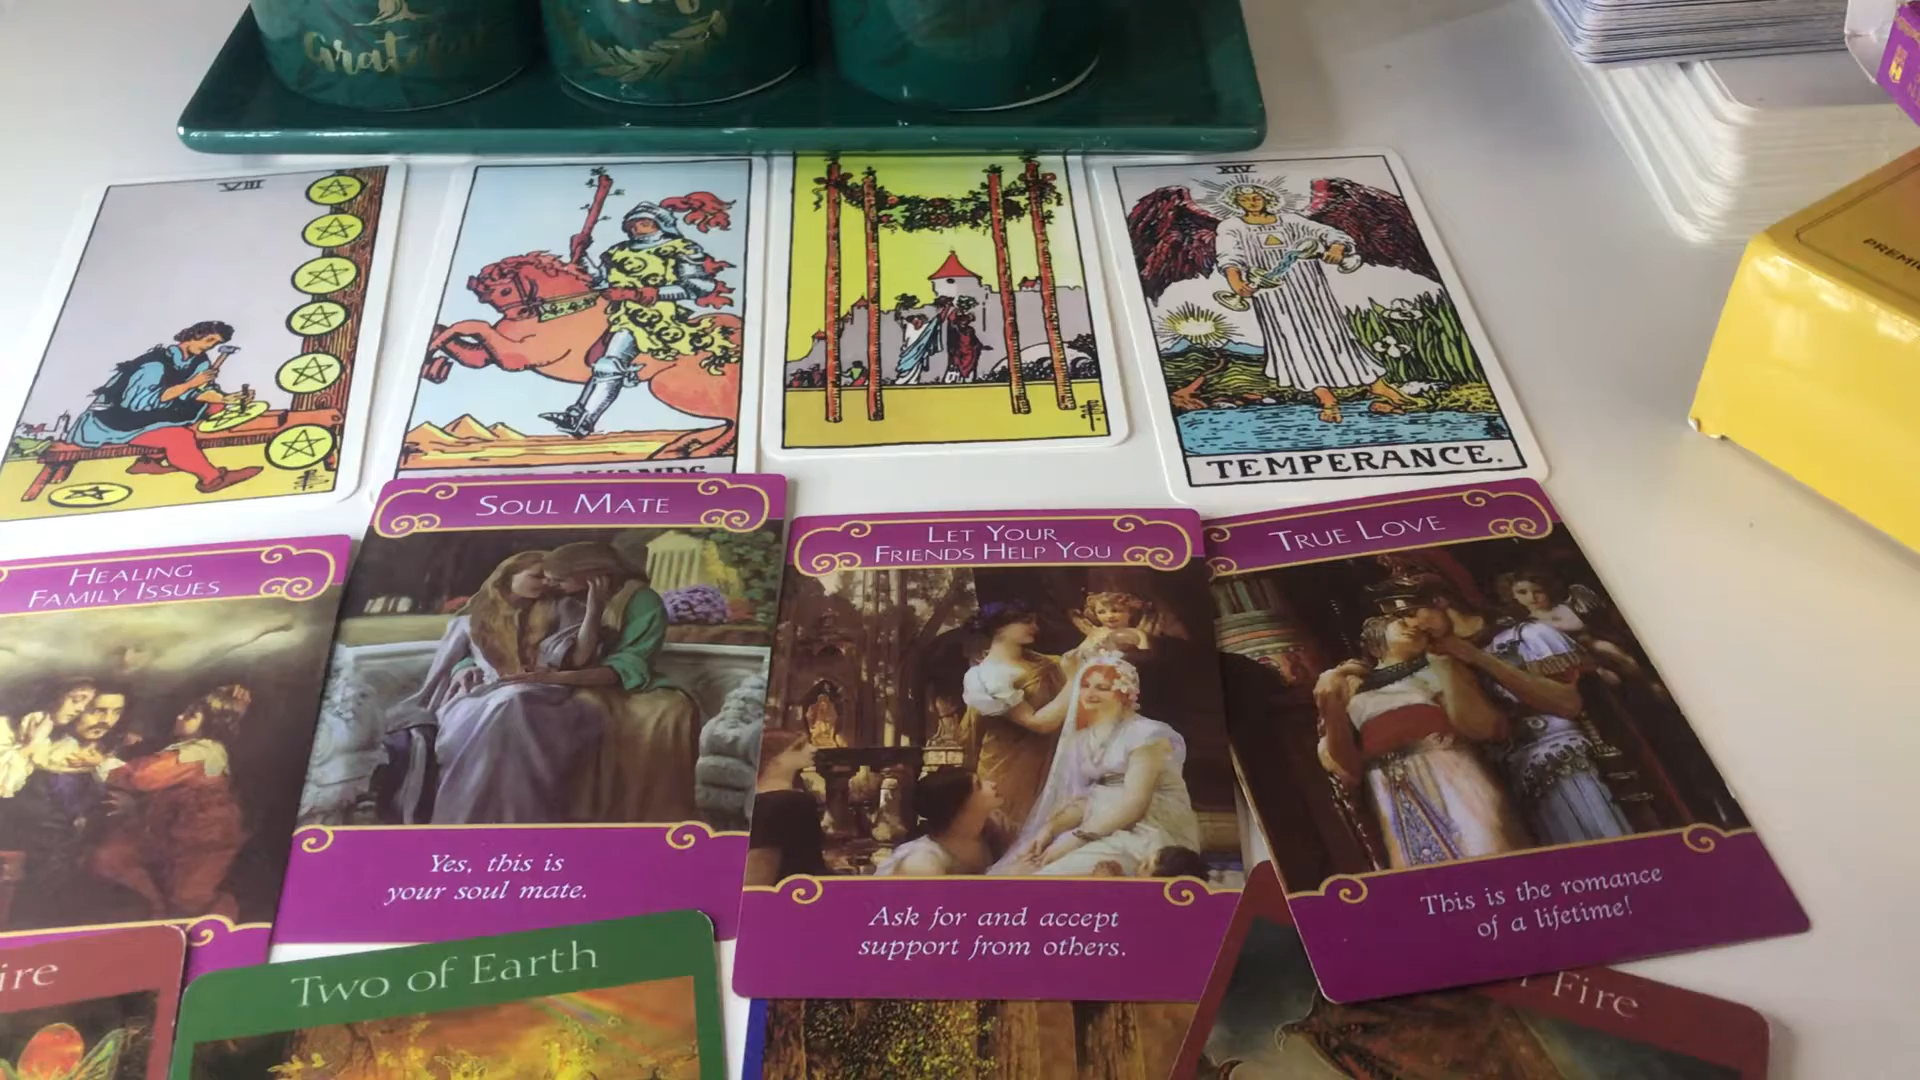 Grateful
VIII
XIV
TEMPERANCE.
WANDS
SOUL MATE
LET YOUR
FRIENDS HELP YOU
TRUE LOVE
HEALING
FAMILY ISSUES
Yes, this is
your soul mate.
Ask for and accept
support from others.
This is the romance
of a lifetime!
Two of Earth
Fire